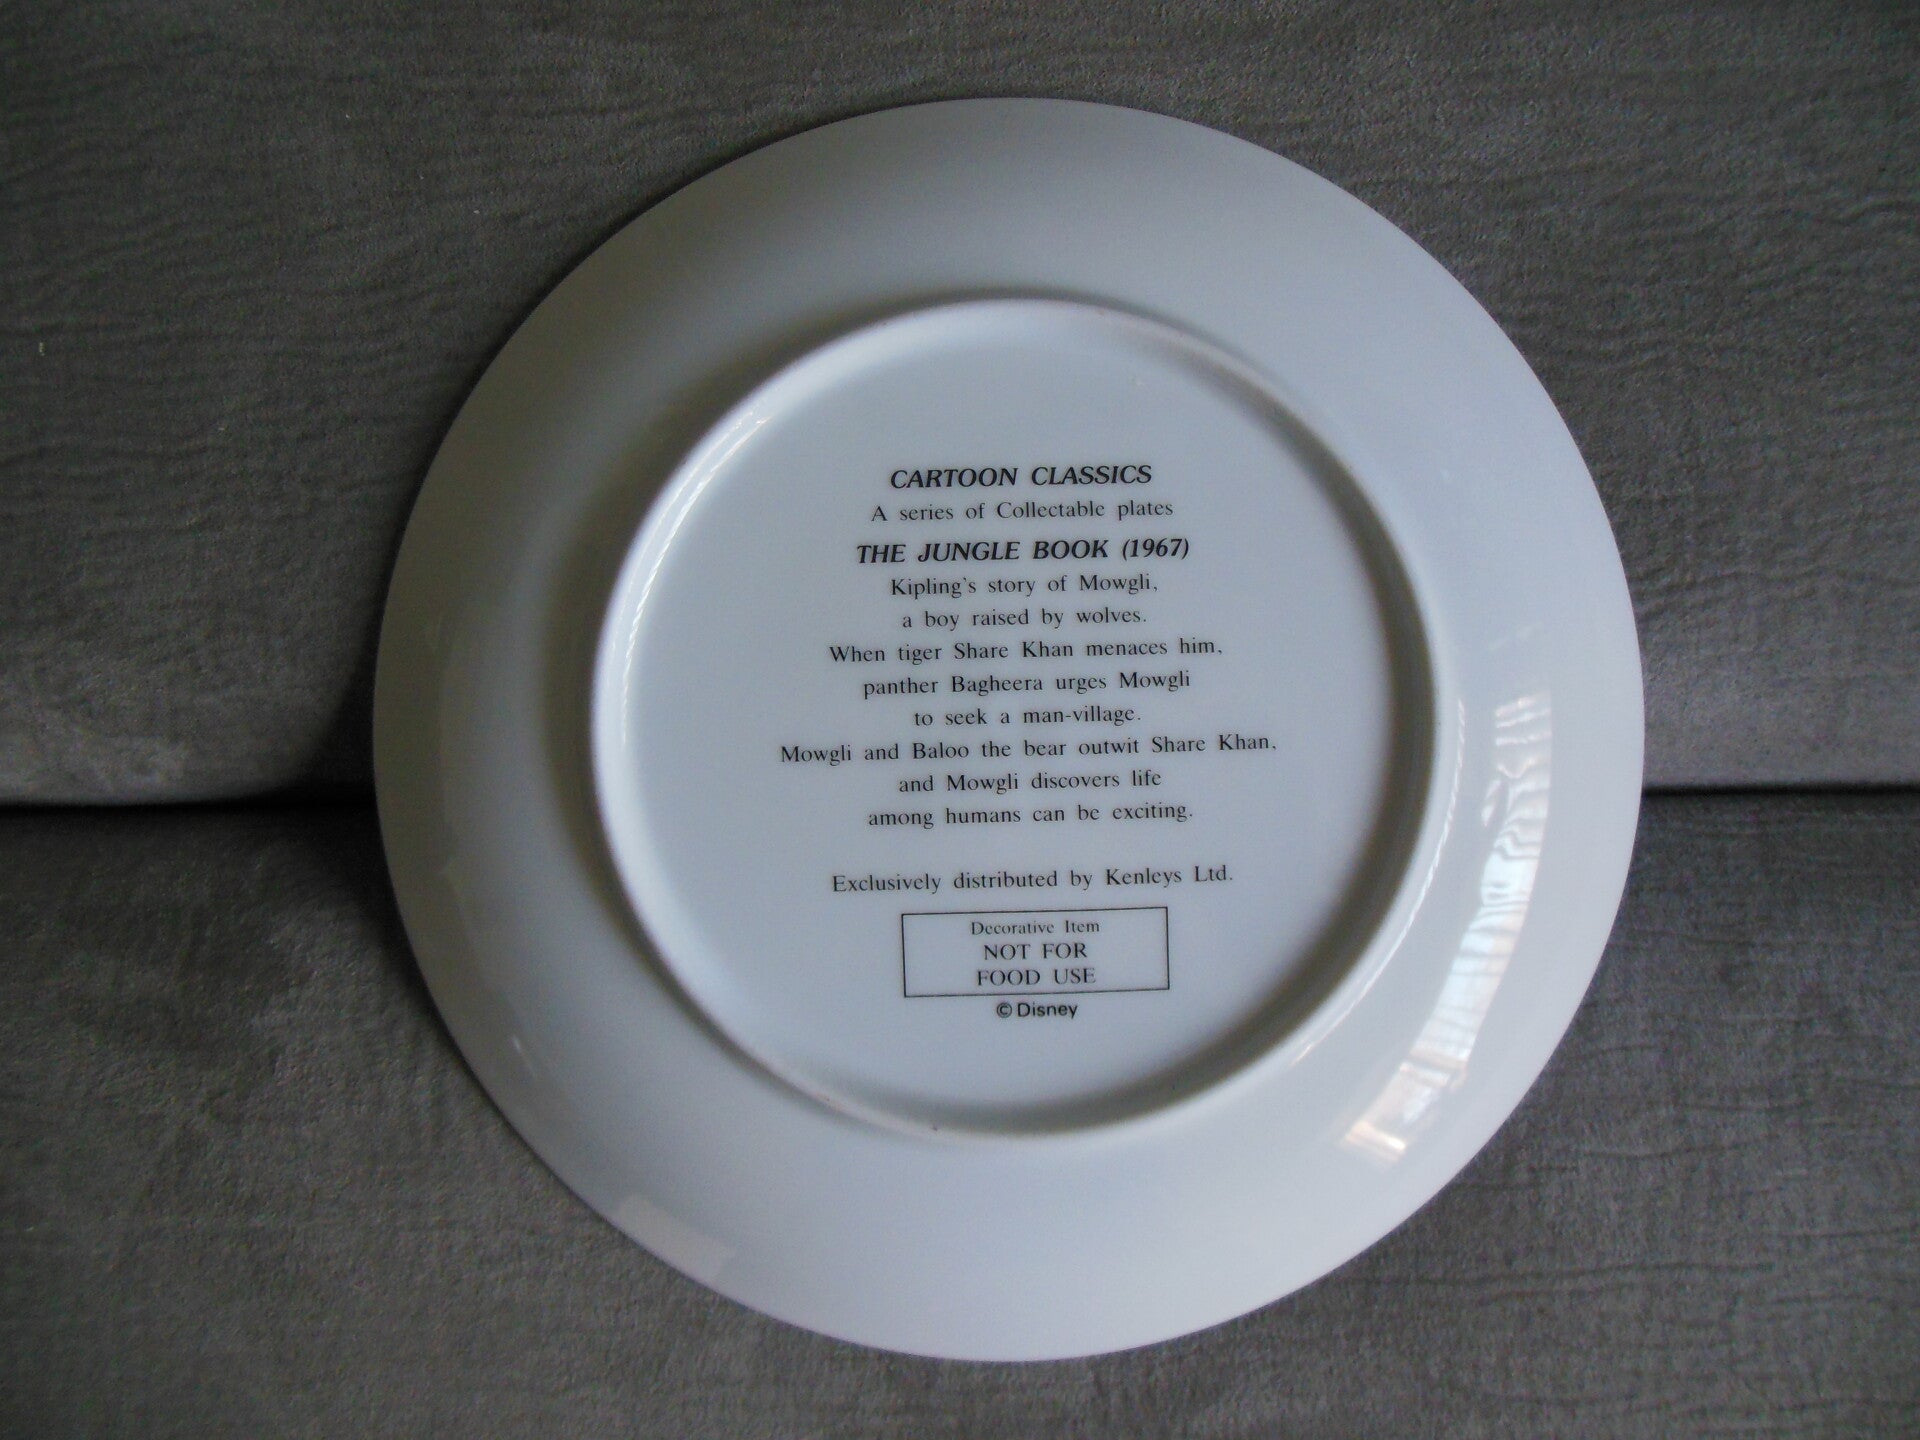 CARTOON CLASSICS
A series of Collectable plates
THE JUNGLE BOOK (1967)
Kipling's story of Mowgli,
a boy raised by wolves.
When tiger Share Khan menaces him,
panther Bagheera urges Mowgli
to seek a man-village.
Mowgli and Baloo the bear outwit Share Khan,
and Mowgli discovers life
among humans can be exciting.
Exclusively distributed by Kenleys Ltd.
Decorative Item
NOT FOR
FOOD USE
© Disney